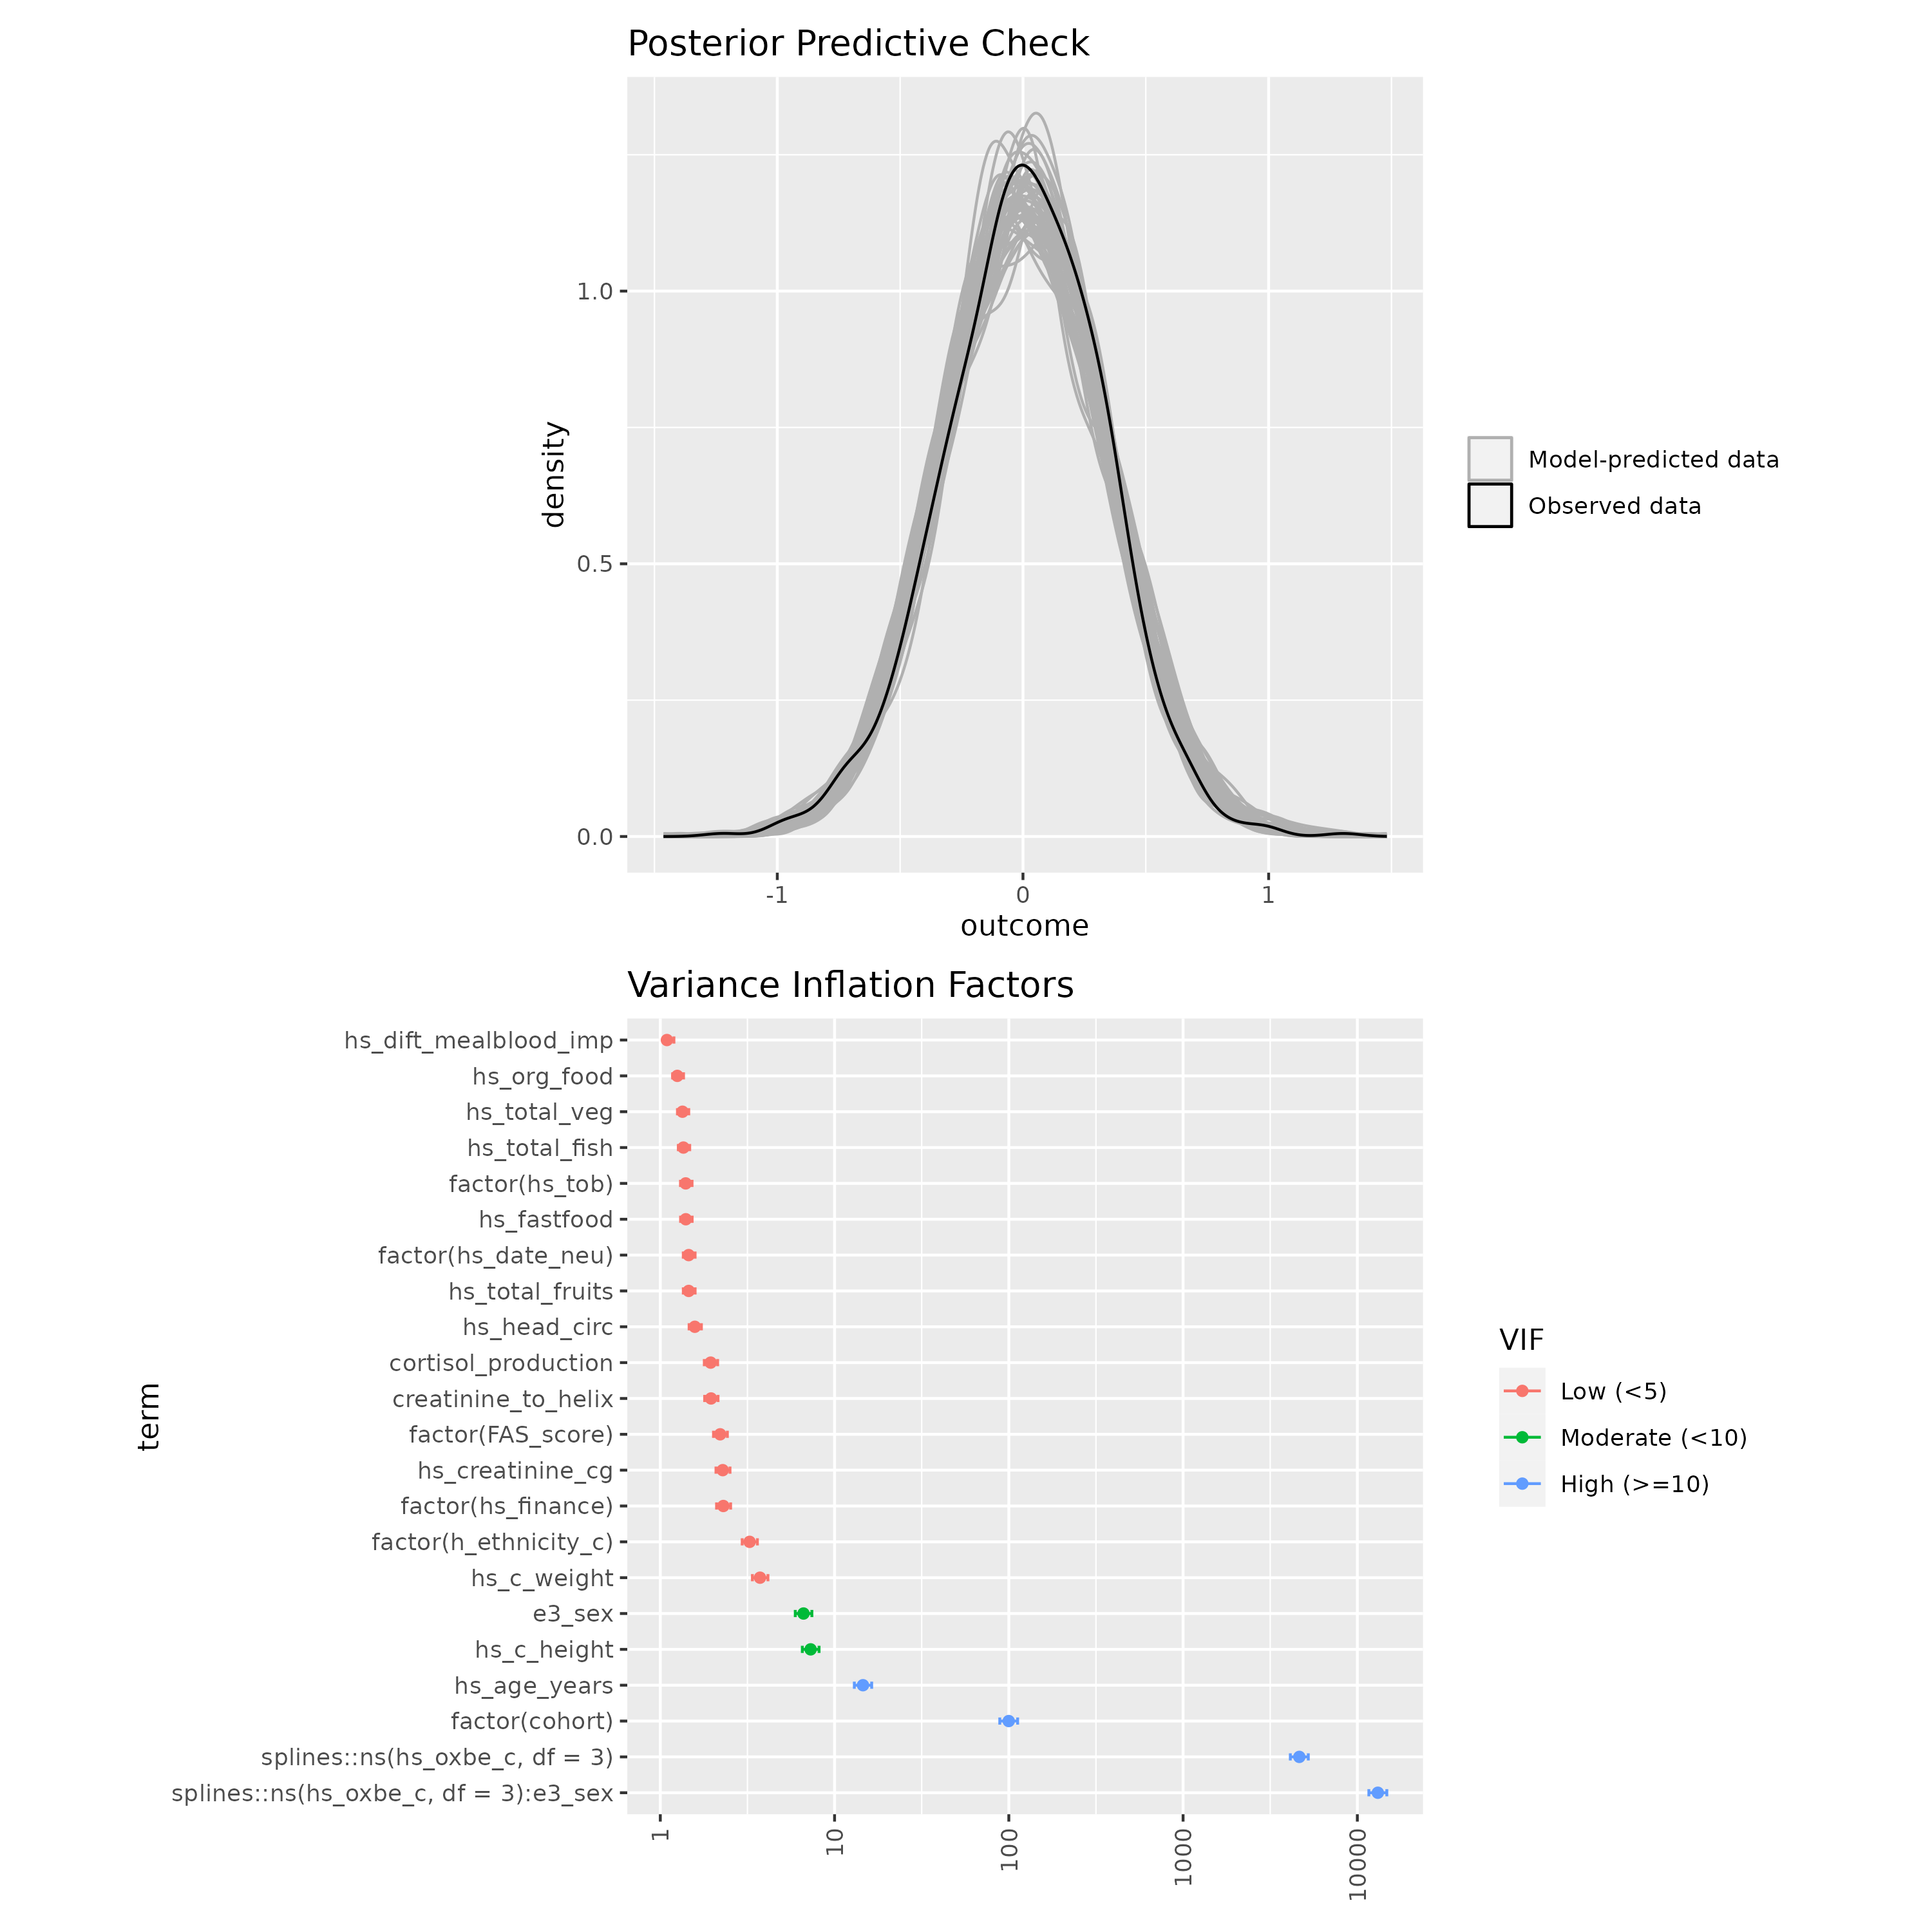 Posterior Predictive Check
density
1.0
0.5
0.0
-1 0 1
outcome
Model-predicted data
Observed data
Variance Inflation Factors
term
hs_dift_mealblood_imp
hs_org_food
hs_total_veg
hs_total_fish
factor(hs_tob)
hs_fastfood
factor(hs_date_neu)
hs_total_fruits
hs_head_circ
cortisol_production
creatinine_to_helix
factor(FAS_score)
hs_creatinine_cg
factor(hs_finance)
factor(h_ethnicity_c)
hs_c_weight
e3_sex
hs_c_height
hs_age_years
factor(cohort)
splines::ns(hs_oxbe_c, df = 3)
splines::ns(hs_oxbe_c, df = 3):e3_sex
1 10 100 1000 10000
VIF
Low (<5)
Moderate (<10)
High (>=10)